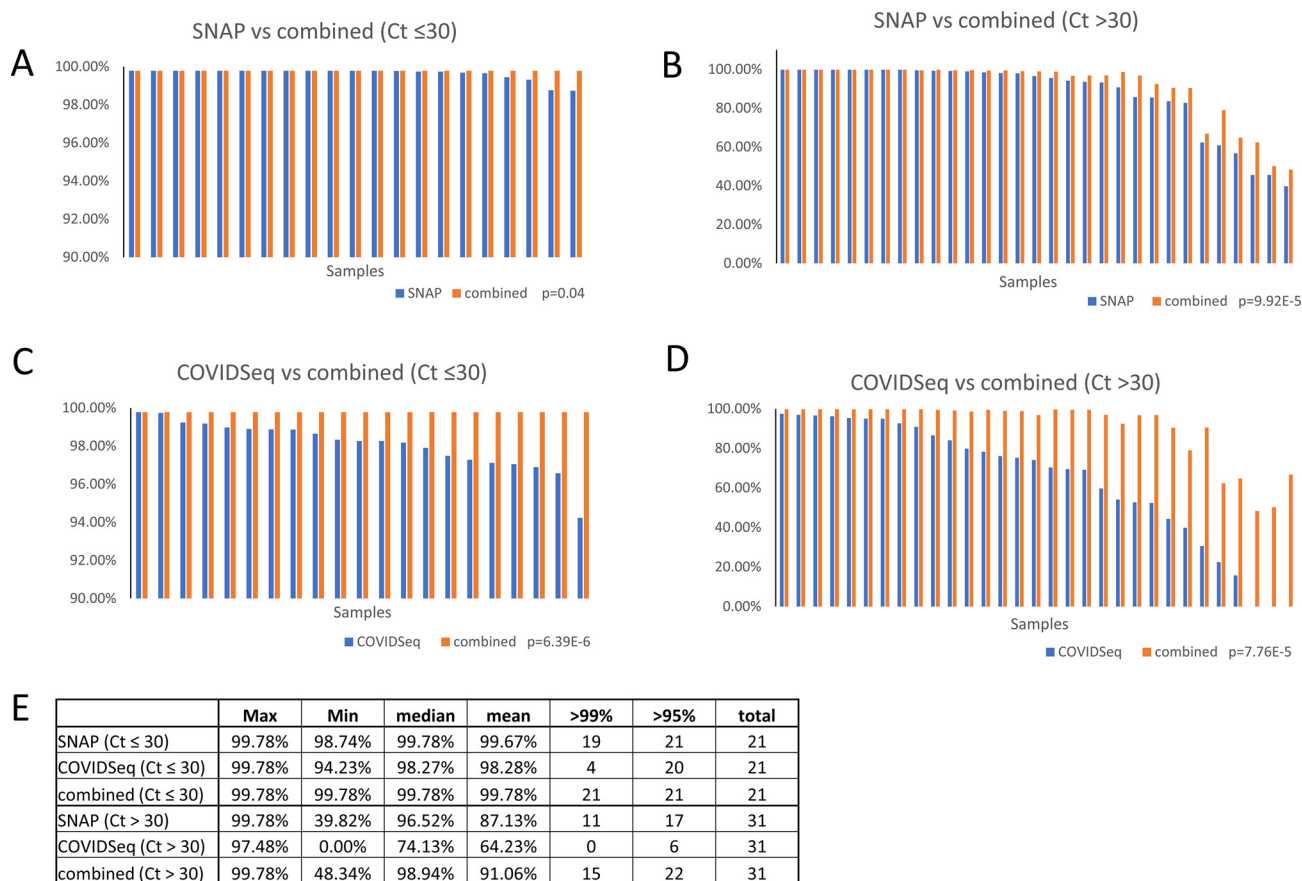 A
SNAP vs combined (Ct ≤30)
100.00%
98.00%
96.00%
94.00%
92.00%
90.00%
Samples
SNAP combined p=0.04
B
SNAP vs combined (Ct >30)
100.00%
80.00%
60.00%
40.00%
20.00%
0.00%
Samples
SNAP combined p=9.92E-5
C
COVIDSeq vs combined (Ct ≤30)
100.00%
98.00%
96.00%
94.00%
92.00%
90.00%
Samples
COVIDSeq combined p=6.39E-6
D
COVIDSeq vs combined (Ct >30)
100.00%
80.00%
60.00%
40.00%
20.00%
0.00%
Samples
COVIDSeq combined p=7.76E-5
E
Max Min median mean >99% >95% total
SNAP (Ct ≤ 30) 99.78% 98.74% 99.78% 99.67% 19 21 21
COVIDSeq (Ct ≤ 30) 99.78% 94.23% 98.27% 98.28% 4 20 21
combined (Ct ≤ 30) 99.78% 99.78% 99.78% 99.78% 21 21 21
SNAP (Ct > 30) 99.78% 39.82% 96.52% 87.13% 11 17 31
COVIDSeq (Ct > 30) 97.48% 0.00% 74.13% 64.23% 0 6 31
combined (Ct > 30) 99.78% 48.34% 98.94% 91.06% 15 22 31